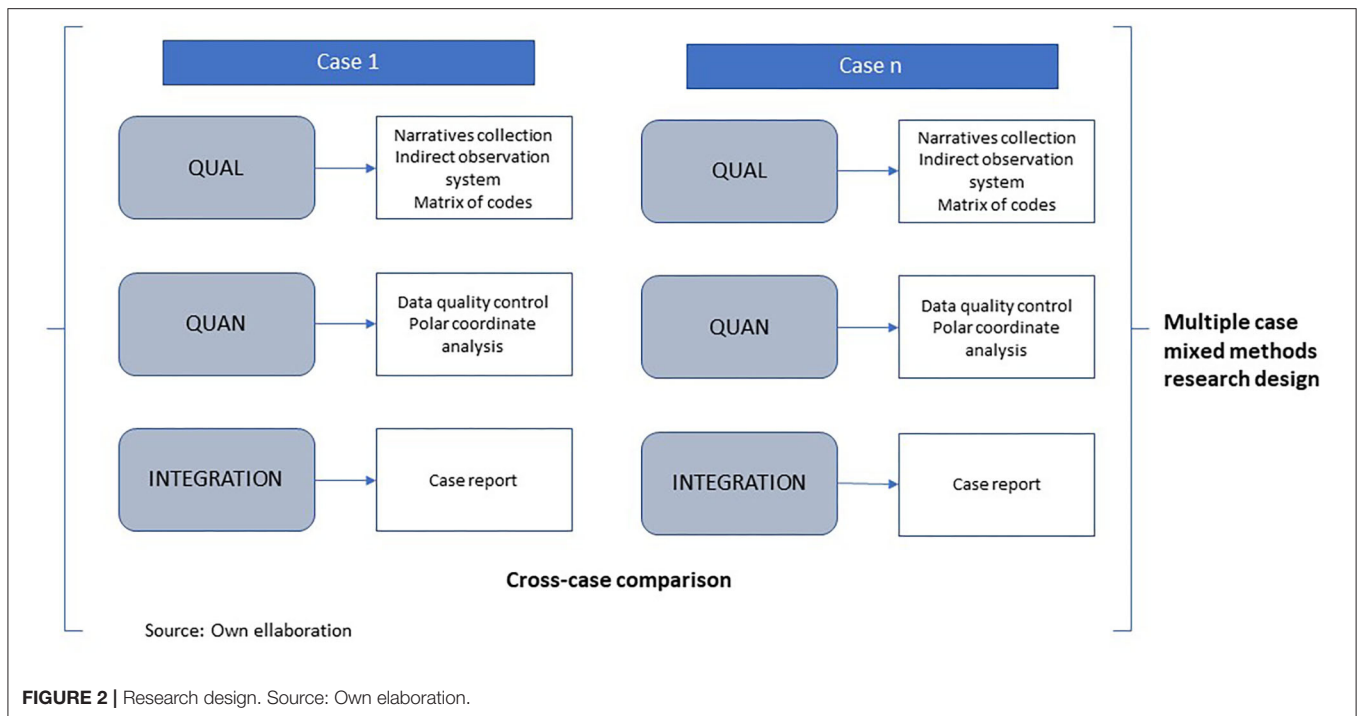 Case 1
Case n
QUAL
Narratives collection
Indirect observation
system
Matrix of codes
QUAL
Narratives collection
Indirect observation
system
Matrix of codes
QUAN
Data quality control
Polar coordinate
analysis
QUAN
Data quality control
Polar coordinate
analysis
INTEGRATION
Case report
INTEGRATION
Case report
Multiple case
mixed methods
research design
Cross-case comparison
Source: Own ellaboration
FIGURE 2 | Research design. Source: Own elaboration.